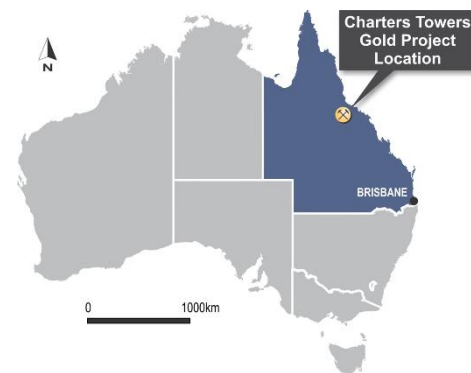 Charters Towers
Gold Project
Location
N
BRISBANE
0 1000km